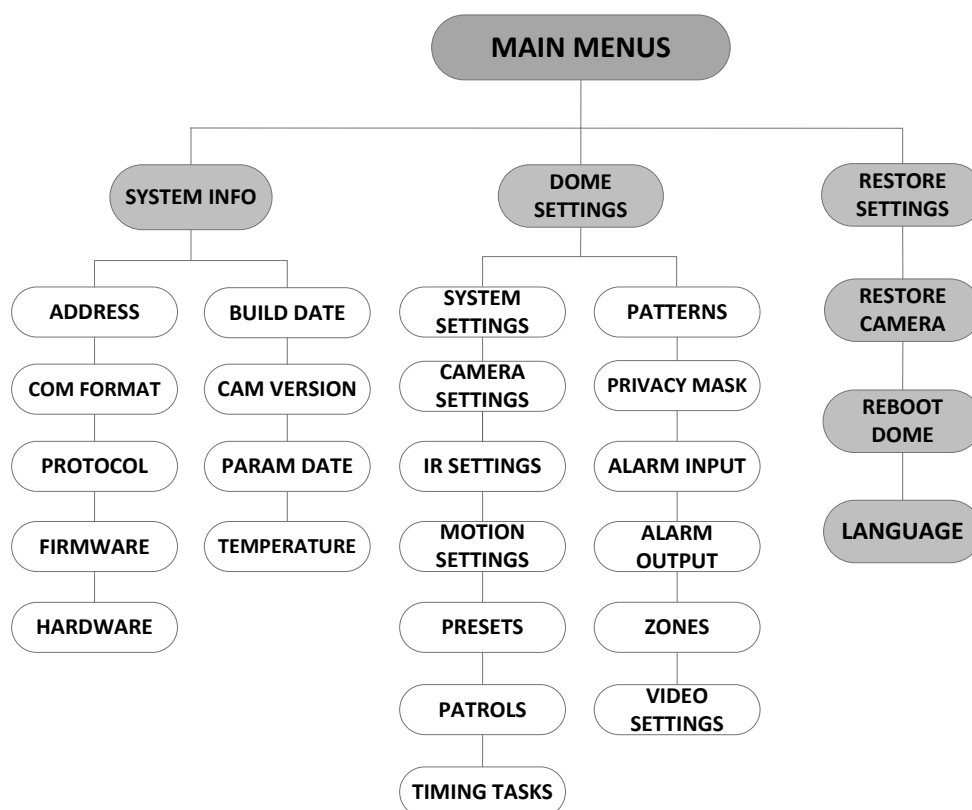 MAIN MENUS
SYSTEM INFO
DOME
SETTINGS
RESTORE
SETTINGS
ADDRESS
COM FORMAT
PROTOCOL
FIRMWARE
HARDWARE
BUILD DATE
CAM VERSION
PARAM DATE
TEMPERATURE
SYSTEM
SETTINGS
CAMERA
SETTINGS
IR SETTINGS
MOTION
SETTINGS
PRESETS
PATROLS
TIMING TASKS
PATTERNS
PRIVACY MASK
ALARM INPUT
ALARM
OUTPUT
ZONES
VIDEO
SETTINGS
RESTORE
CAMERA
REBOOT
DOME
LANGUAGE